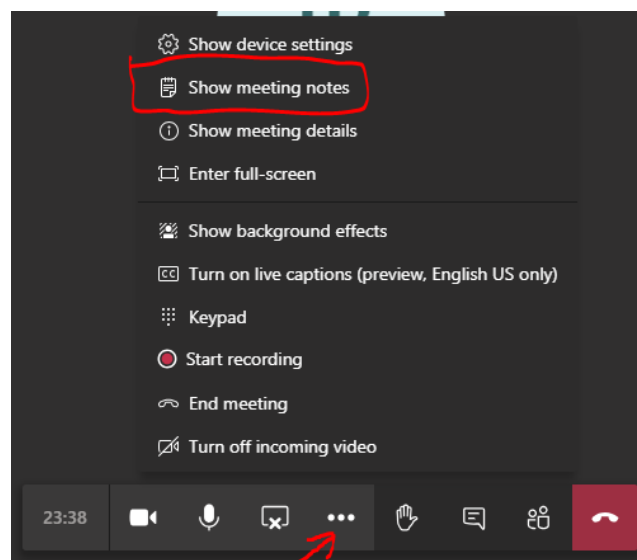 Show device settings
Show meeting notes
Show meeting details
Enter full-screen
Show background effects
CC Turn on live captions (preview, English US only)
Keypad
Start recording
End meeting
Turn off incoming video
23:38